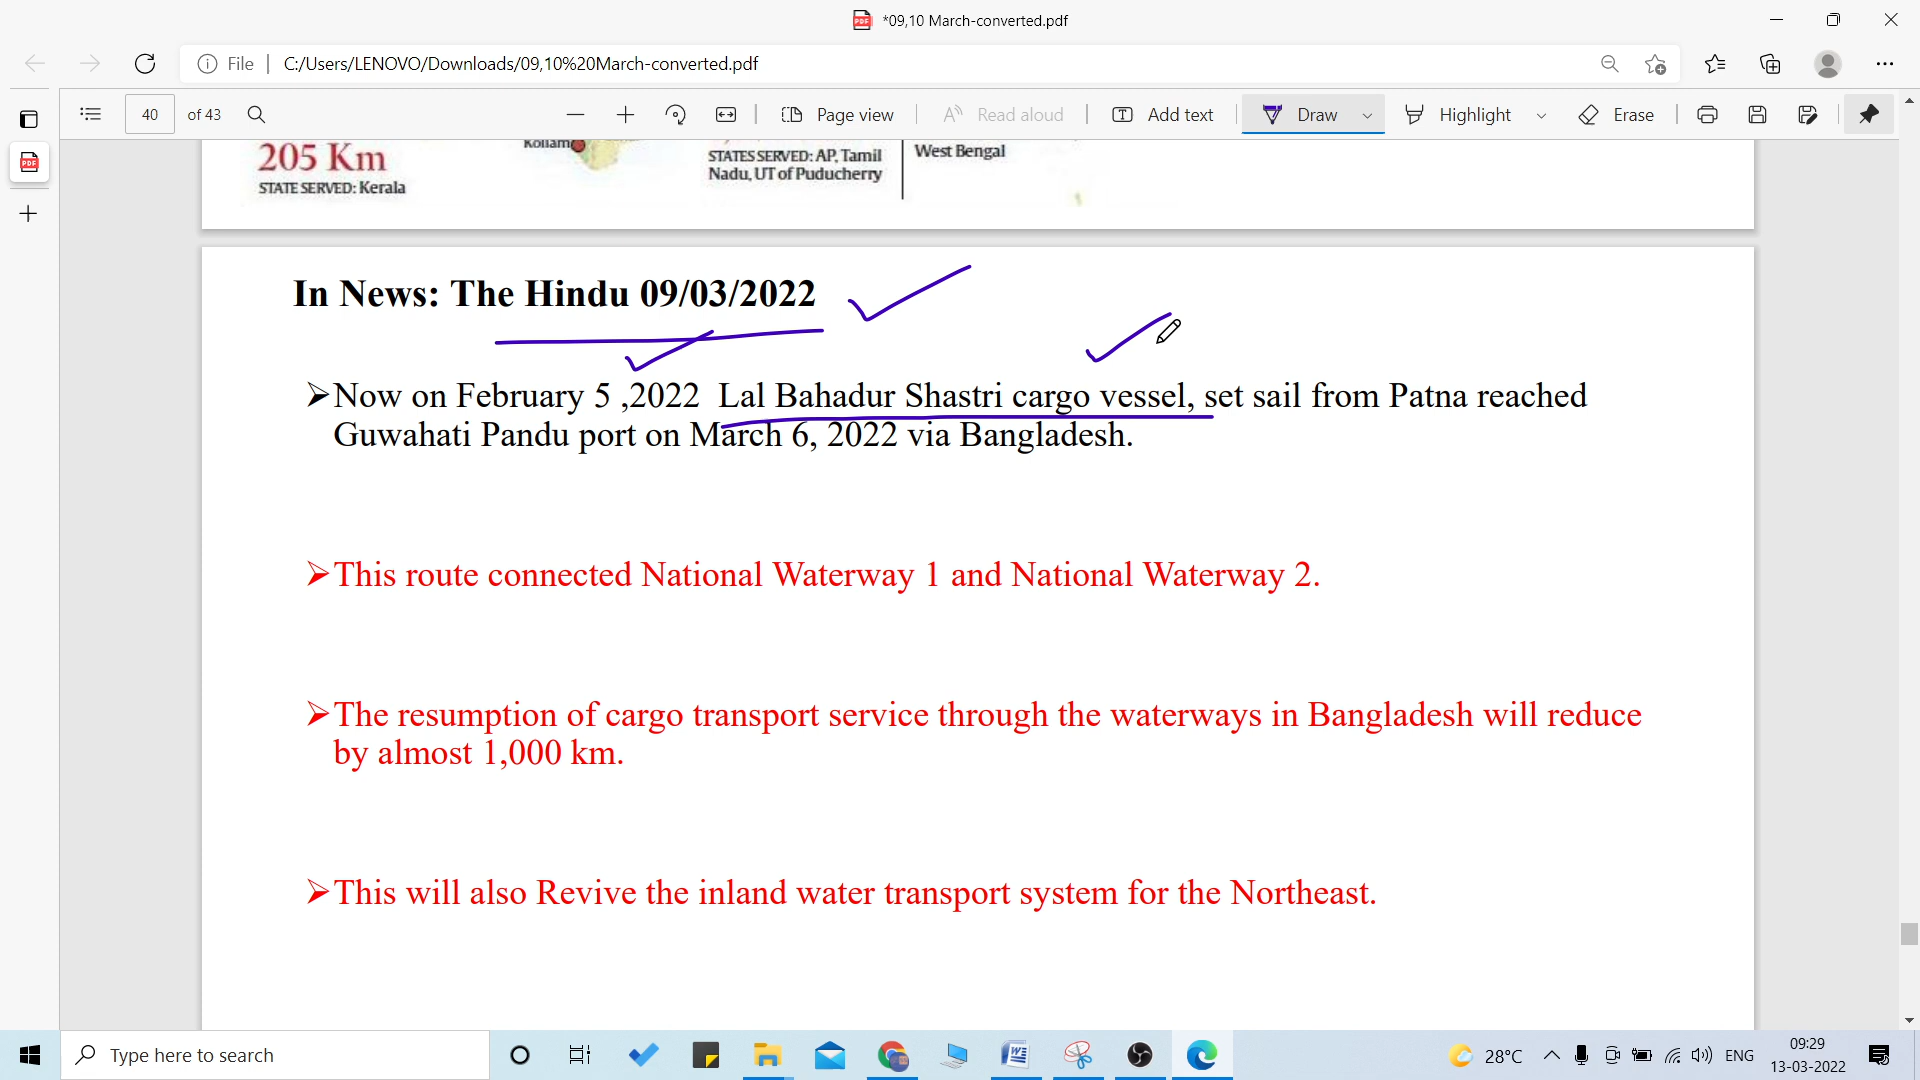 *09,10 March-converted.pdf
File | C:/Users/LENOVO/Downloads/09,10%20March-converted.pdf
40 of 43 Page view Read aloud Add text Draw Highlight Erase
205 Km
STATE SERVED: Kerala
Kollam
STATES SERVED: AP, Tamil
Nadu, UT of Puducherry
West Bengal
In News: The Hindu 09/03/2022
➢Now on February 5 ,2022 Lal Bahadur Shastri cargo vessel, set sail from Patna reached
Guwahati Pandu port on March 6, 2022 via Bangladesh.
➢This route connected National Waterway 1 and National Waterway 2.
➢The resumption of cargo transport service through the waterways in Bangladesh will reduce
by almost 1,000 km.
➢This will also Revive the inland water transport system for the Northeast.
Type here to search
28°C ENG 09:29
13-03-2022